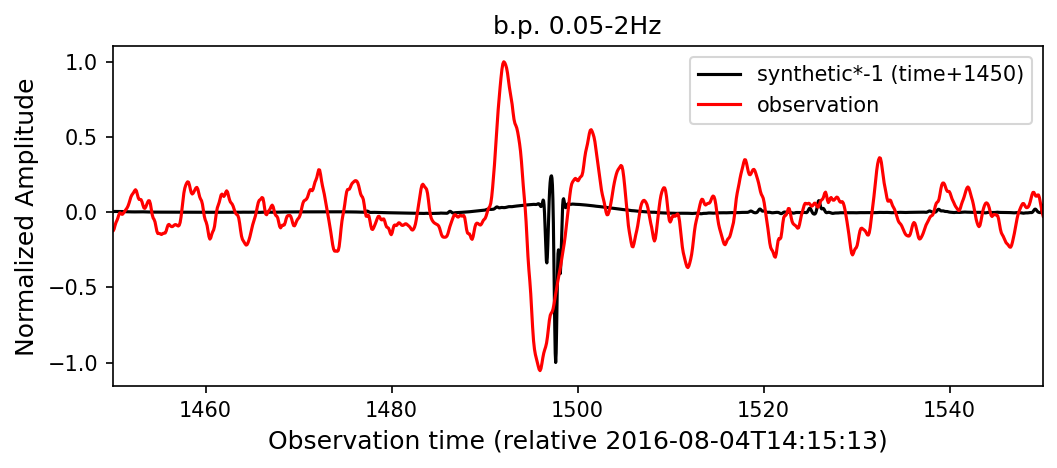 b.p. 0.05-2Hz
synthetic*-1 (time+1450)
observation
Normalized Amplitude
1.0
0.5
0.0
−0.5
−1.0
1460 1480 1500 1520 1540
Observation time (relative 2016-08-04T14:15:13)